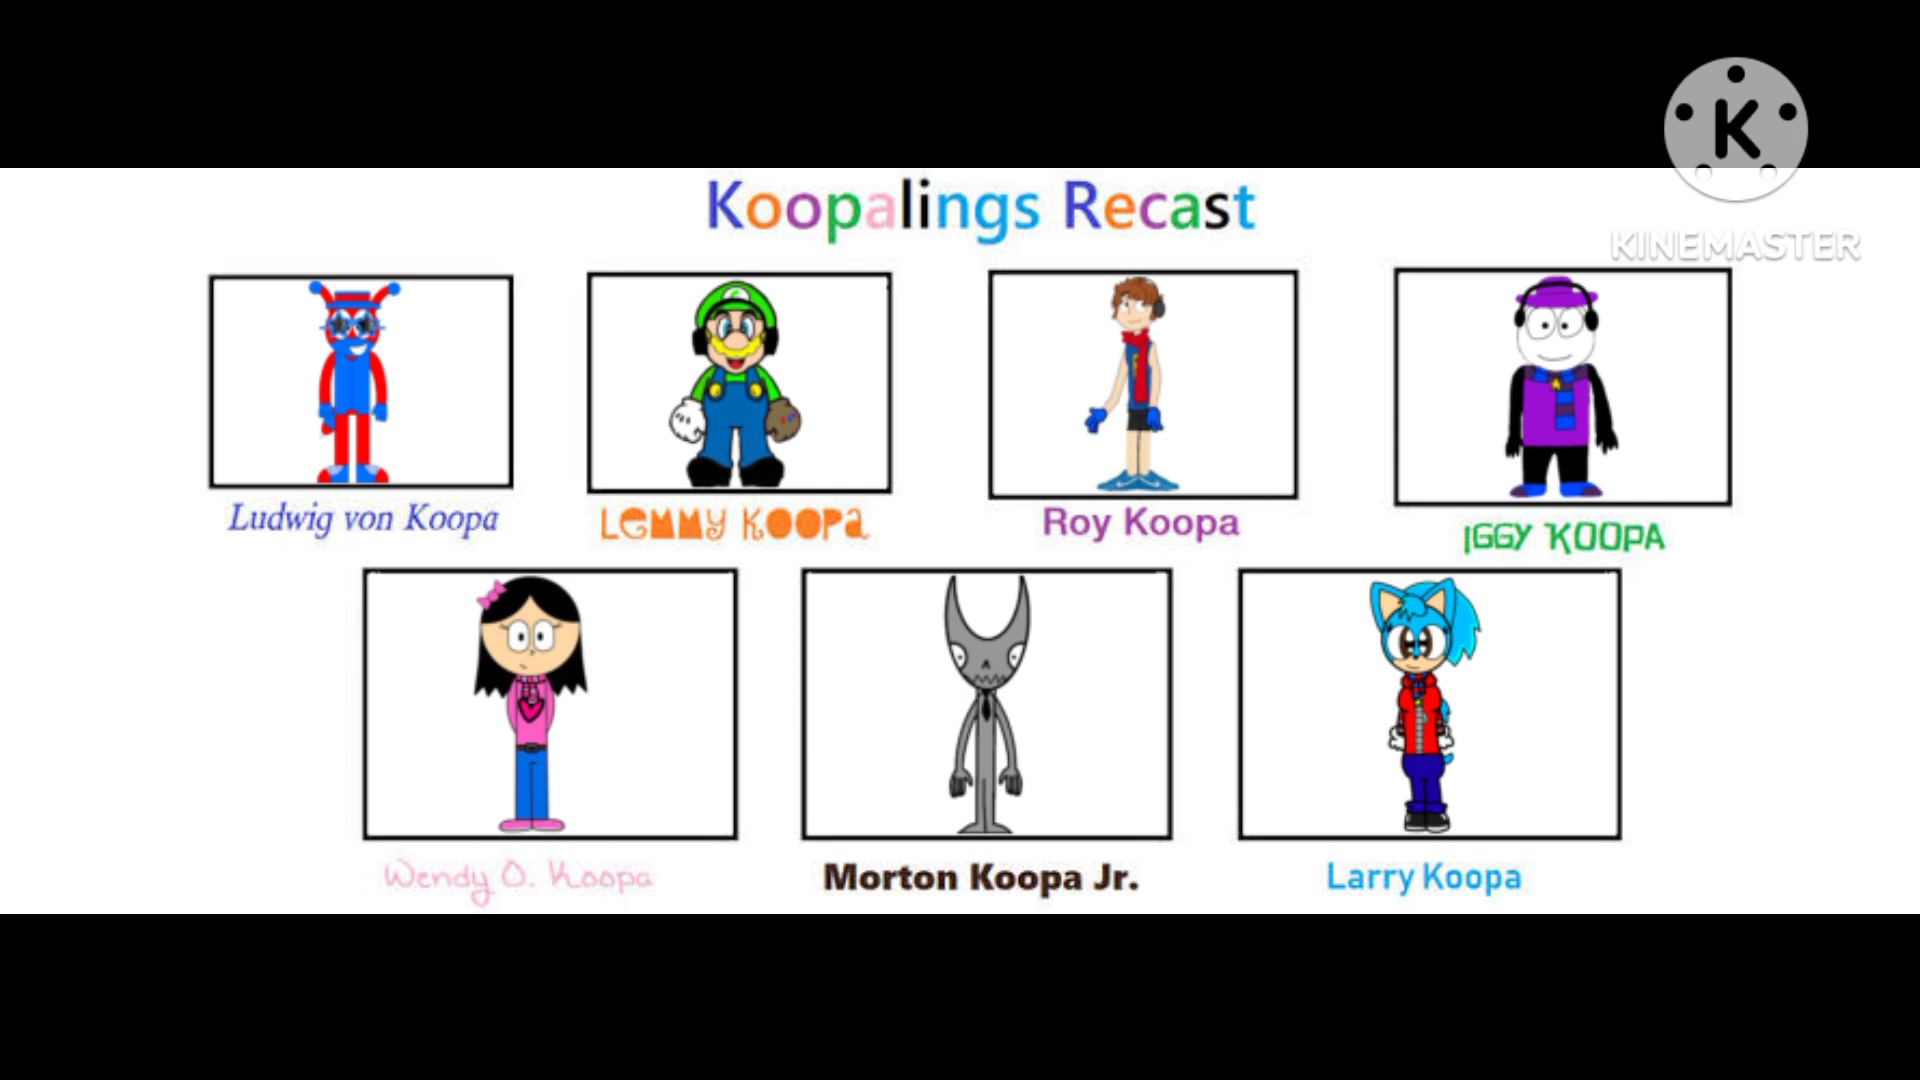 K
KINEMASTER
Koopalings Recast
Ludwig von Koopa
LEMMY KOOPA
Roy Koopa
IGGY KOOPA
Wendy O. Koopa
Morton Koopa Jr.
Larry Koopa